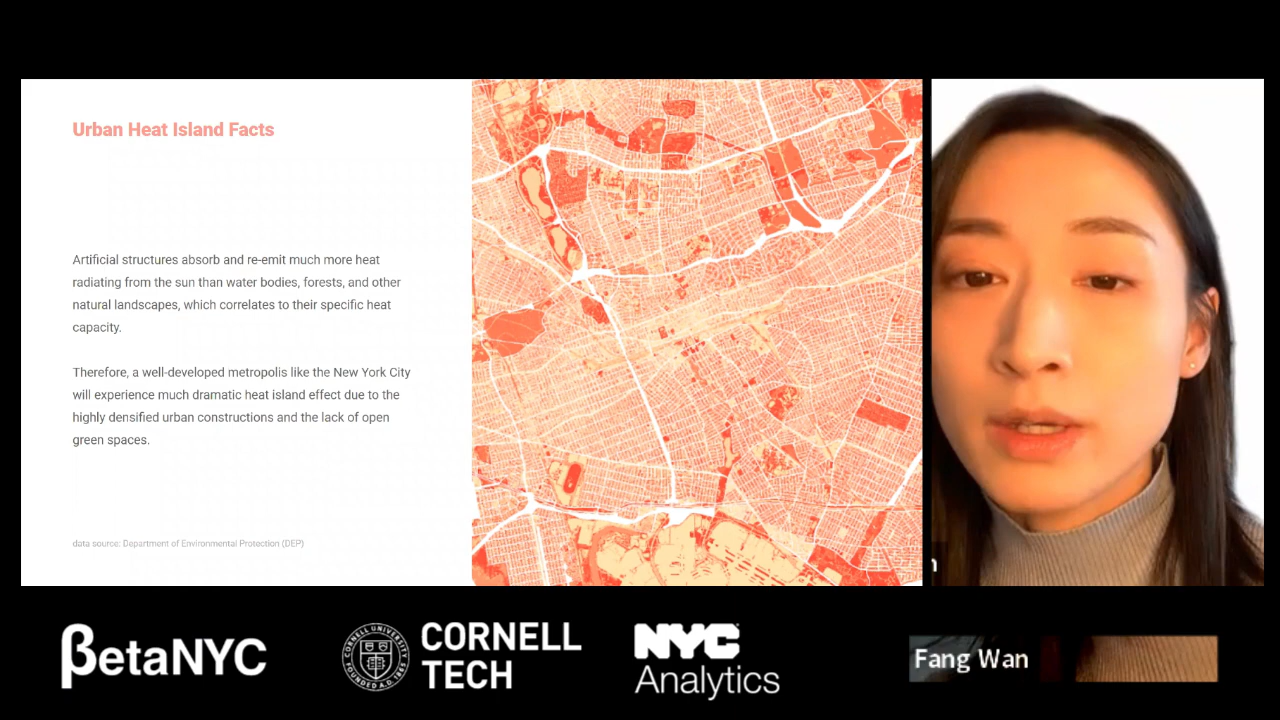 Urban Heat Island Facts
Artificial structures absorb and re-emit much more heat
radiating from the sun than water bodies, forests, and other
natural landscapes, which correlates to their specific heat
capacity.
Therefore, a well-developed metropolis like the New York City
will experience much dramatic heat island effect due to the
highly densified urban constructions and the lack of open
green spaces.
data source: Department of Environmental Protection (DEP)
n
βetaNYC
CORNELL UNIVERSITY
FOUNDED A.D. 1865
CORNELL
TECH
NYC
Analytics
Fang Wan